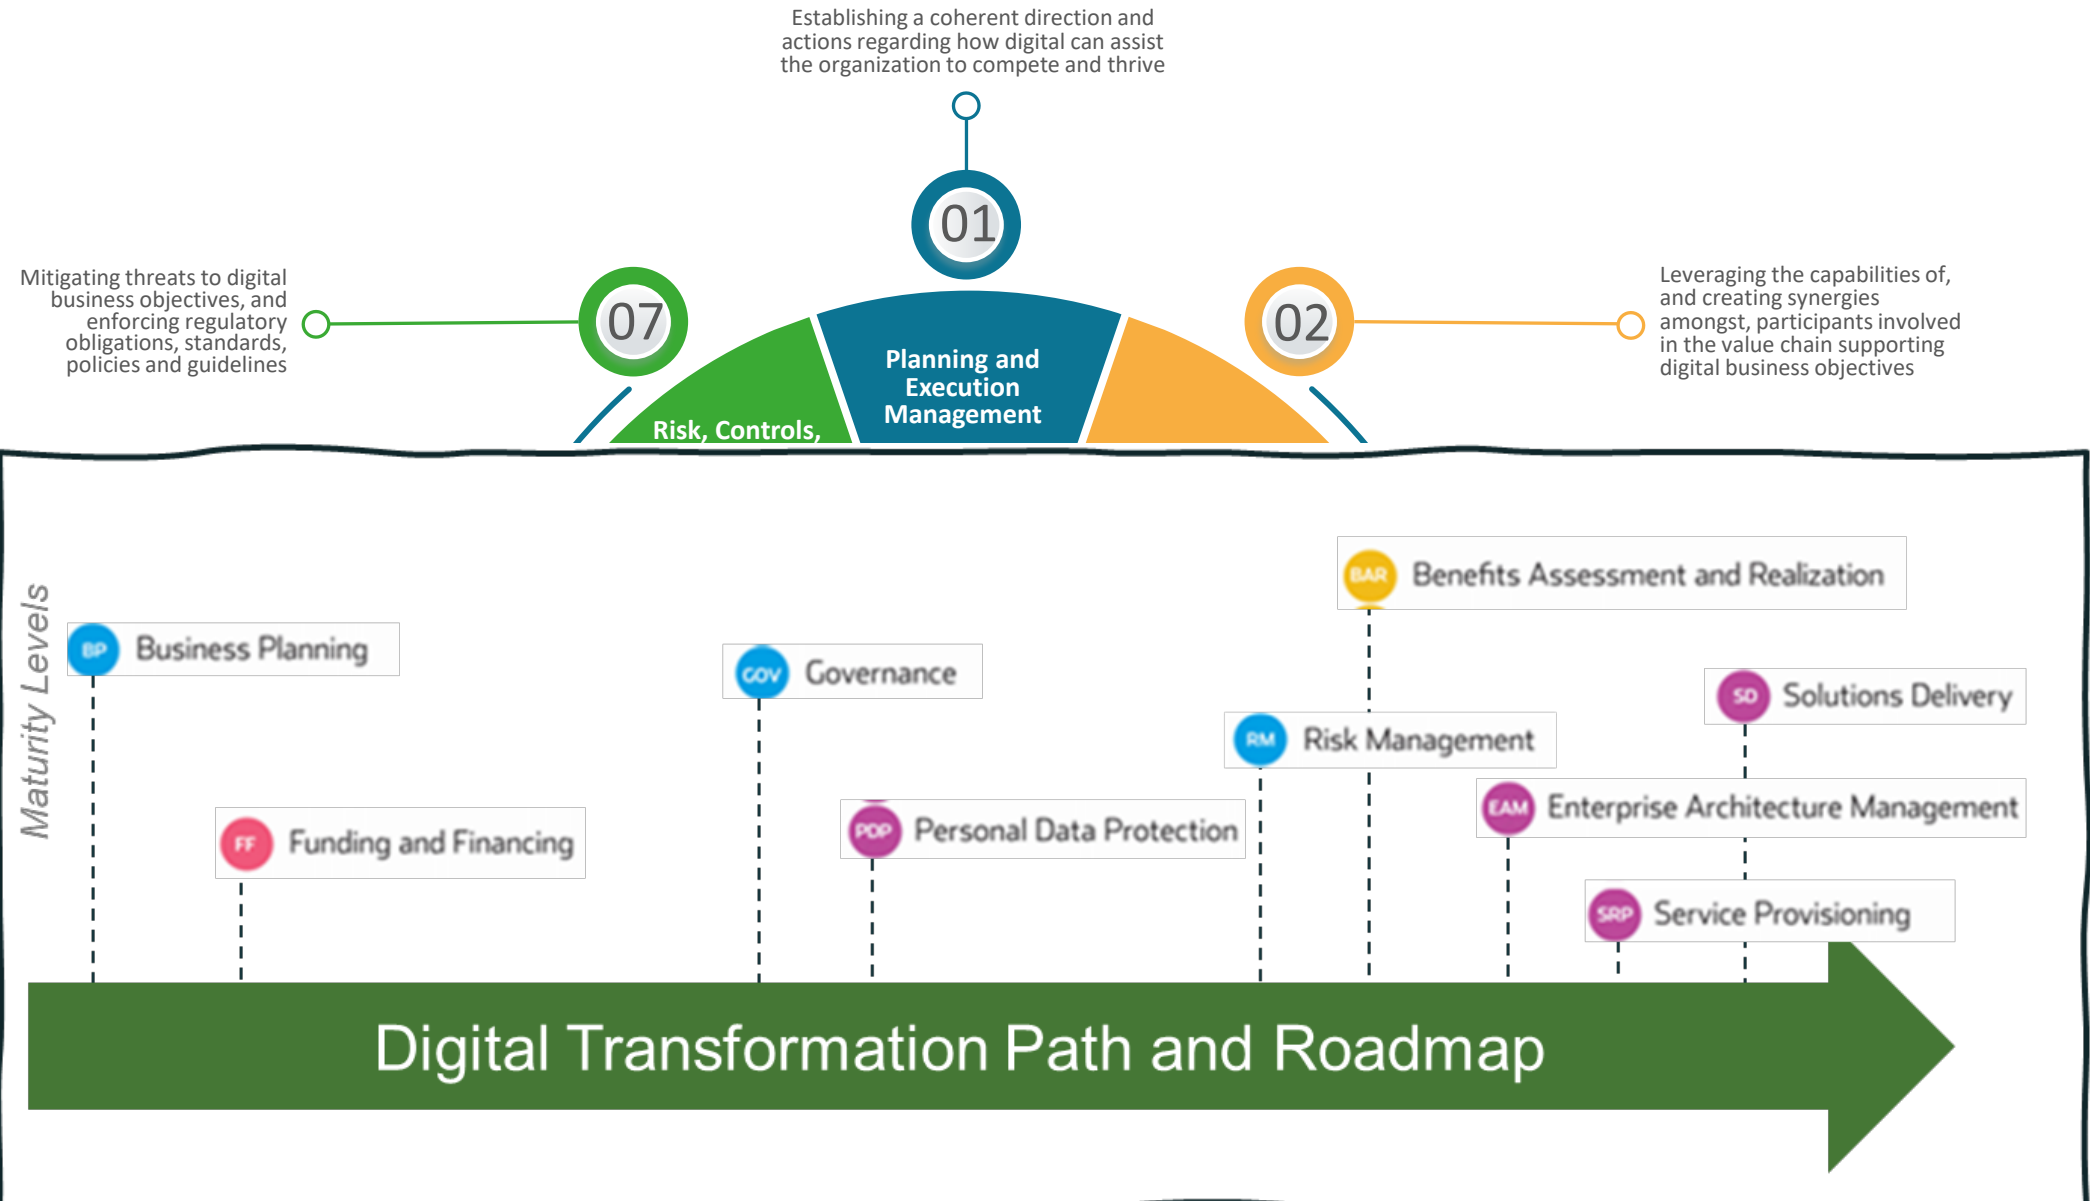 Establishing a coherent direction and
actions regarding how digital can assist
the organization to compete and thrive
01
07
02
Mitigating threats to digital
business objectives, and
enforcing regulatory
obligations, standards,
policies and guidelines
Leveraging the capabilities of,
and creating synergies
amongst, participants involved
in the value chain supporting
digital business objectives
Planning and
Execution
Management
Risk, Controls,
Maturity Levels
BAR Benefits Assessment and Realization
BP Business Planning
GOV Governance
SD Solutions Delivery
RM Risk Management
EAM Enterprise Architecture Management
PDP Personal Data Protection
FF Funding and Financing
SRP Service Provisioning
Digital Transformation Path and Roadmap